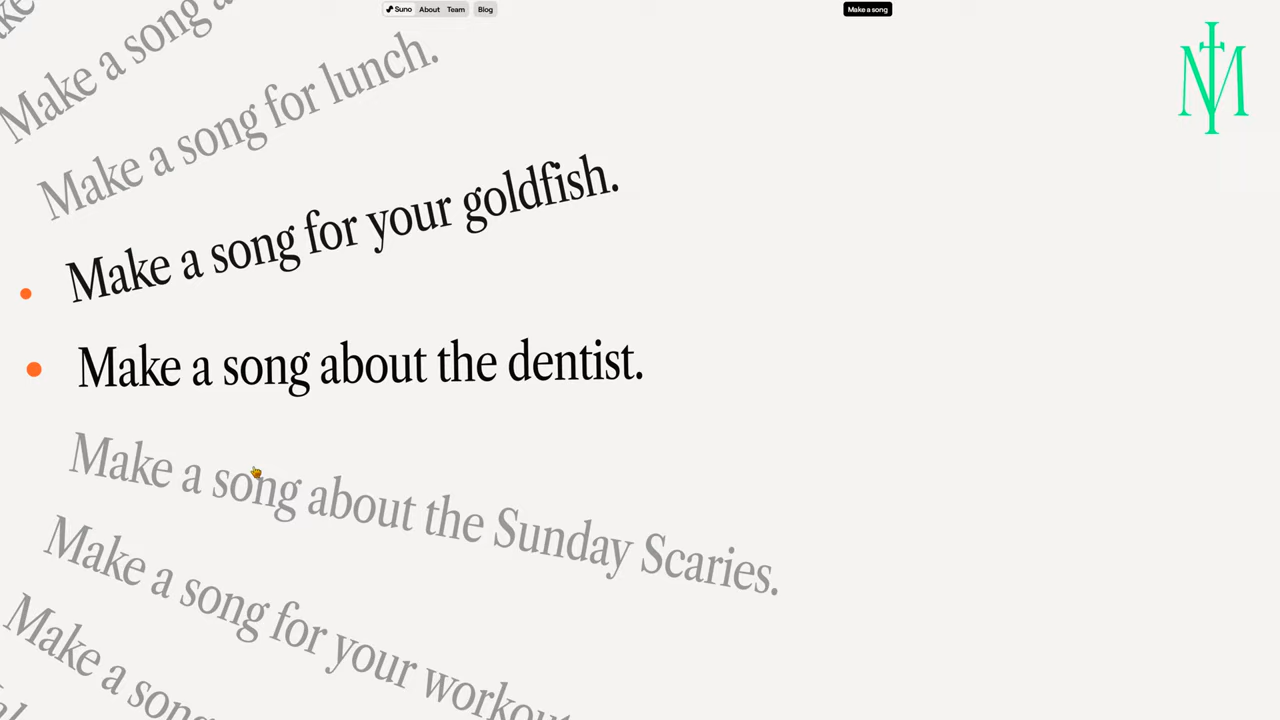 Suno About Team Blog
Make a song
Make a song
Make a song for lunch.
Make a song for your goldfish.
Make a song about the dentist.
Make a song about the Sunday Scaries.
Make a song for your workout
Make a song